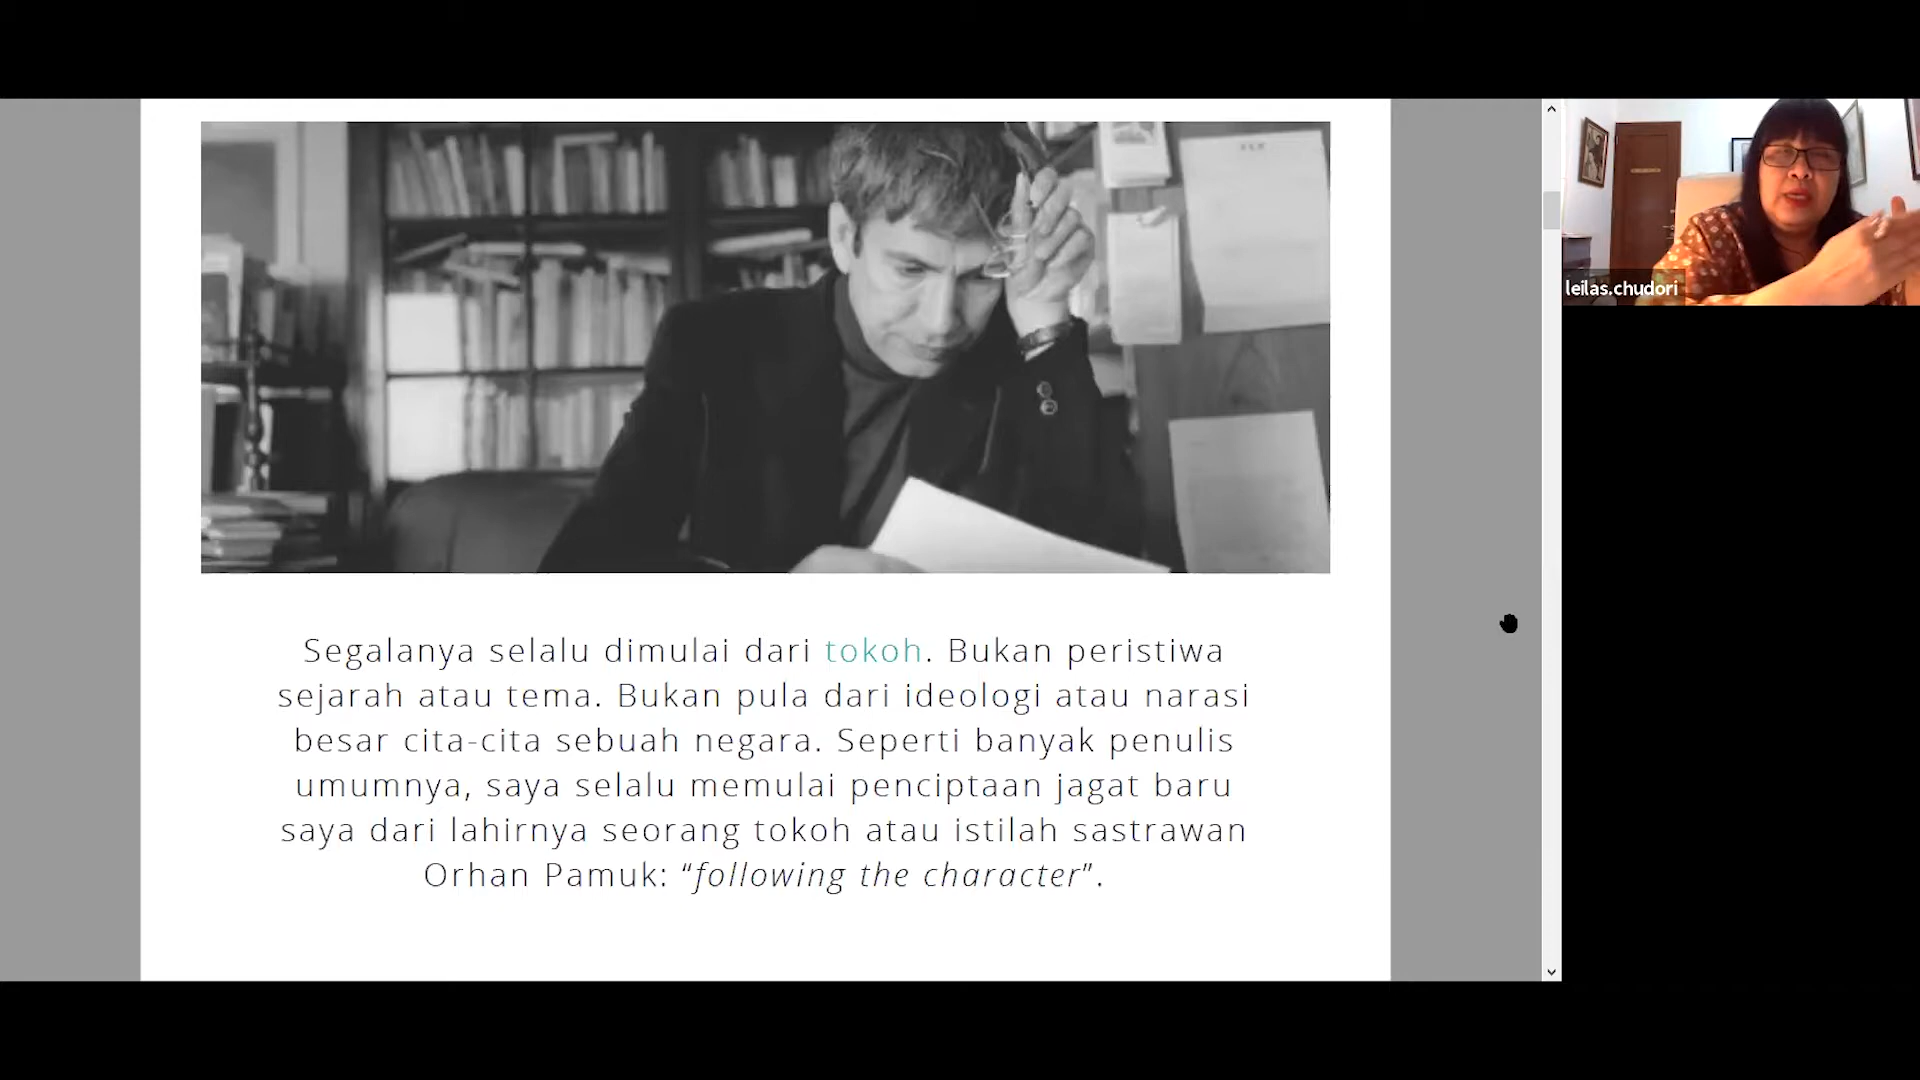 Segalanya selalu dimulai dari tokoh. Bukan peristiwa
sejarah atau tema. Bukan pula dari ideologi atau narasi
besar cita-cita sebuah negara. Seperti banyak penulis
umumnya, saya selalu memulai penciptaan jagat baru
saya dari lahirnya seorang tokoh atau istilah sastrawan
Orhan Pamuk: “following the character”.
leilas.chudori